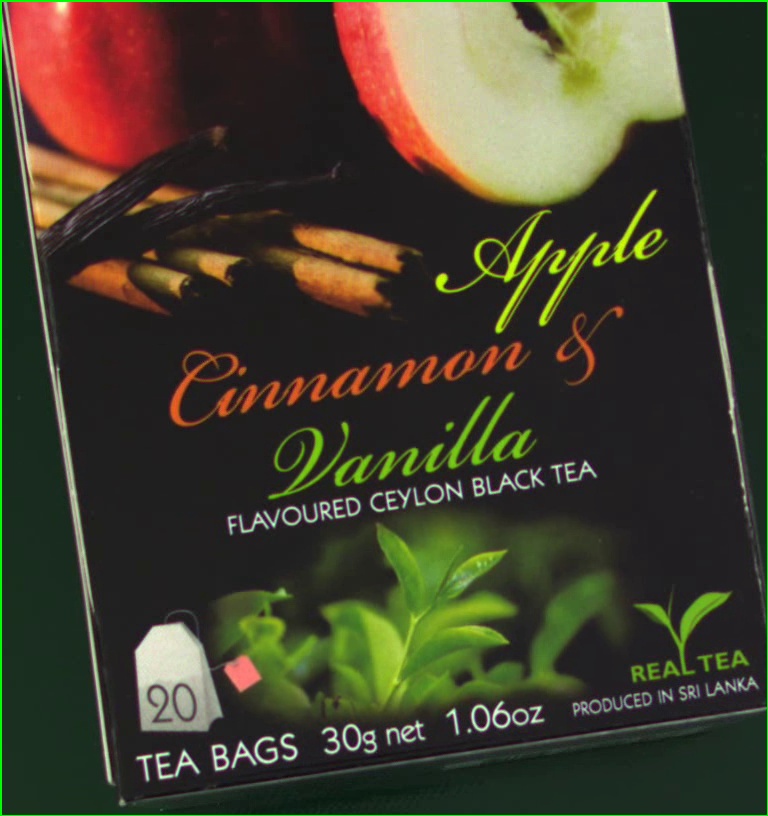 Apple
Cinnamon &
Vanilla
FLAVOURED CEYLON BLACK TEA
20
TEA BAGS 30g net 1.06oz
REAL TEA
PRODUCED IN SRI LANKA